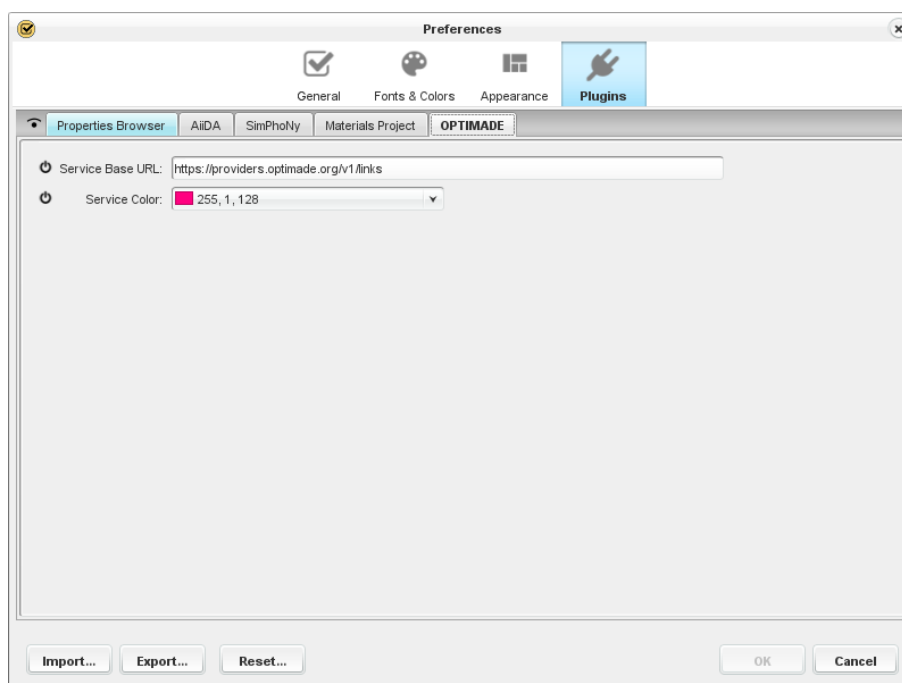 Preferences
General Fonts & Colors Appearance Plugins
Properties Browser AiiDA SimPhoNy Materials Project OPTIMADE
Service Base URL: https://providers.optimade.org/v1/links
Service Color: 255, 1, 128
Import... Export... Reset... OK Cancel